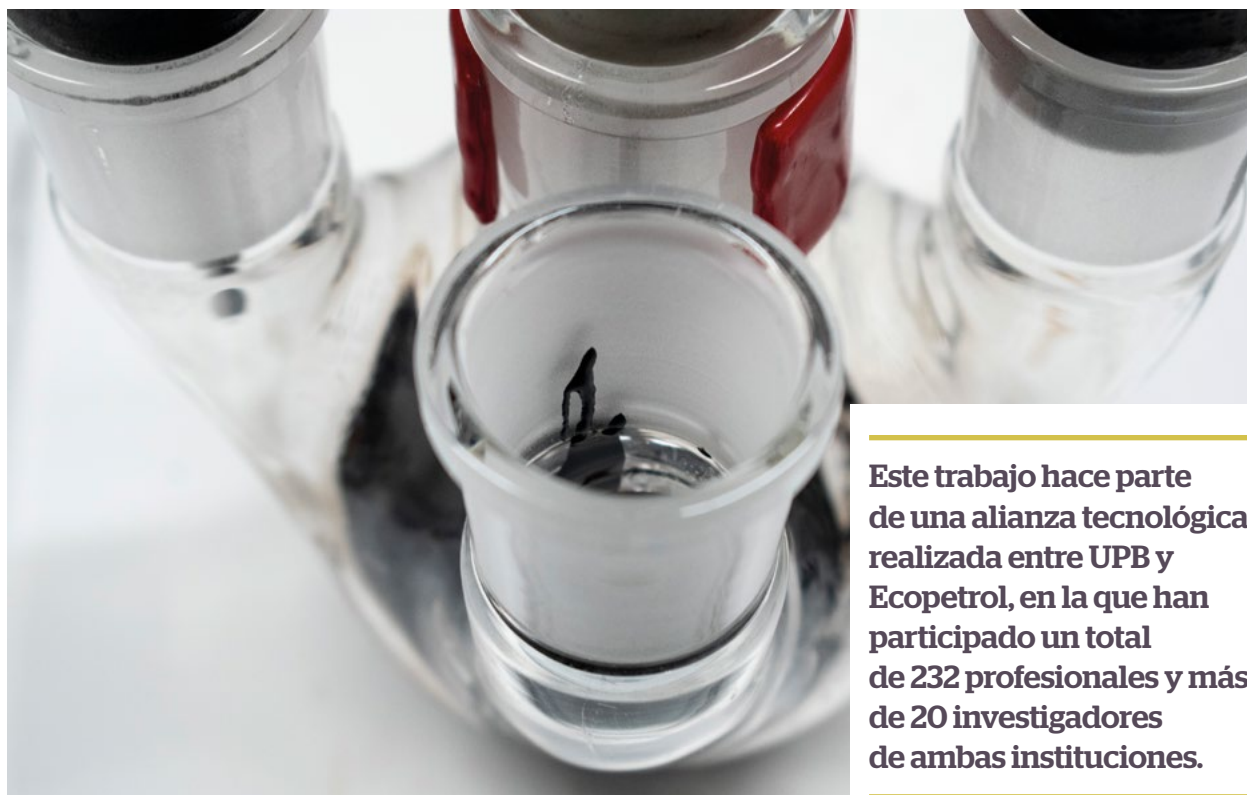 Este trabajo hace parte
de una alianza tecnológica
realizada entre UPB y
Ecopetrol, en la que han
participado un total
de 232 profesionales y más
de 20 investigadores
de ambas instituciones.